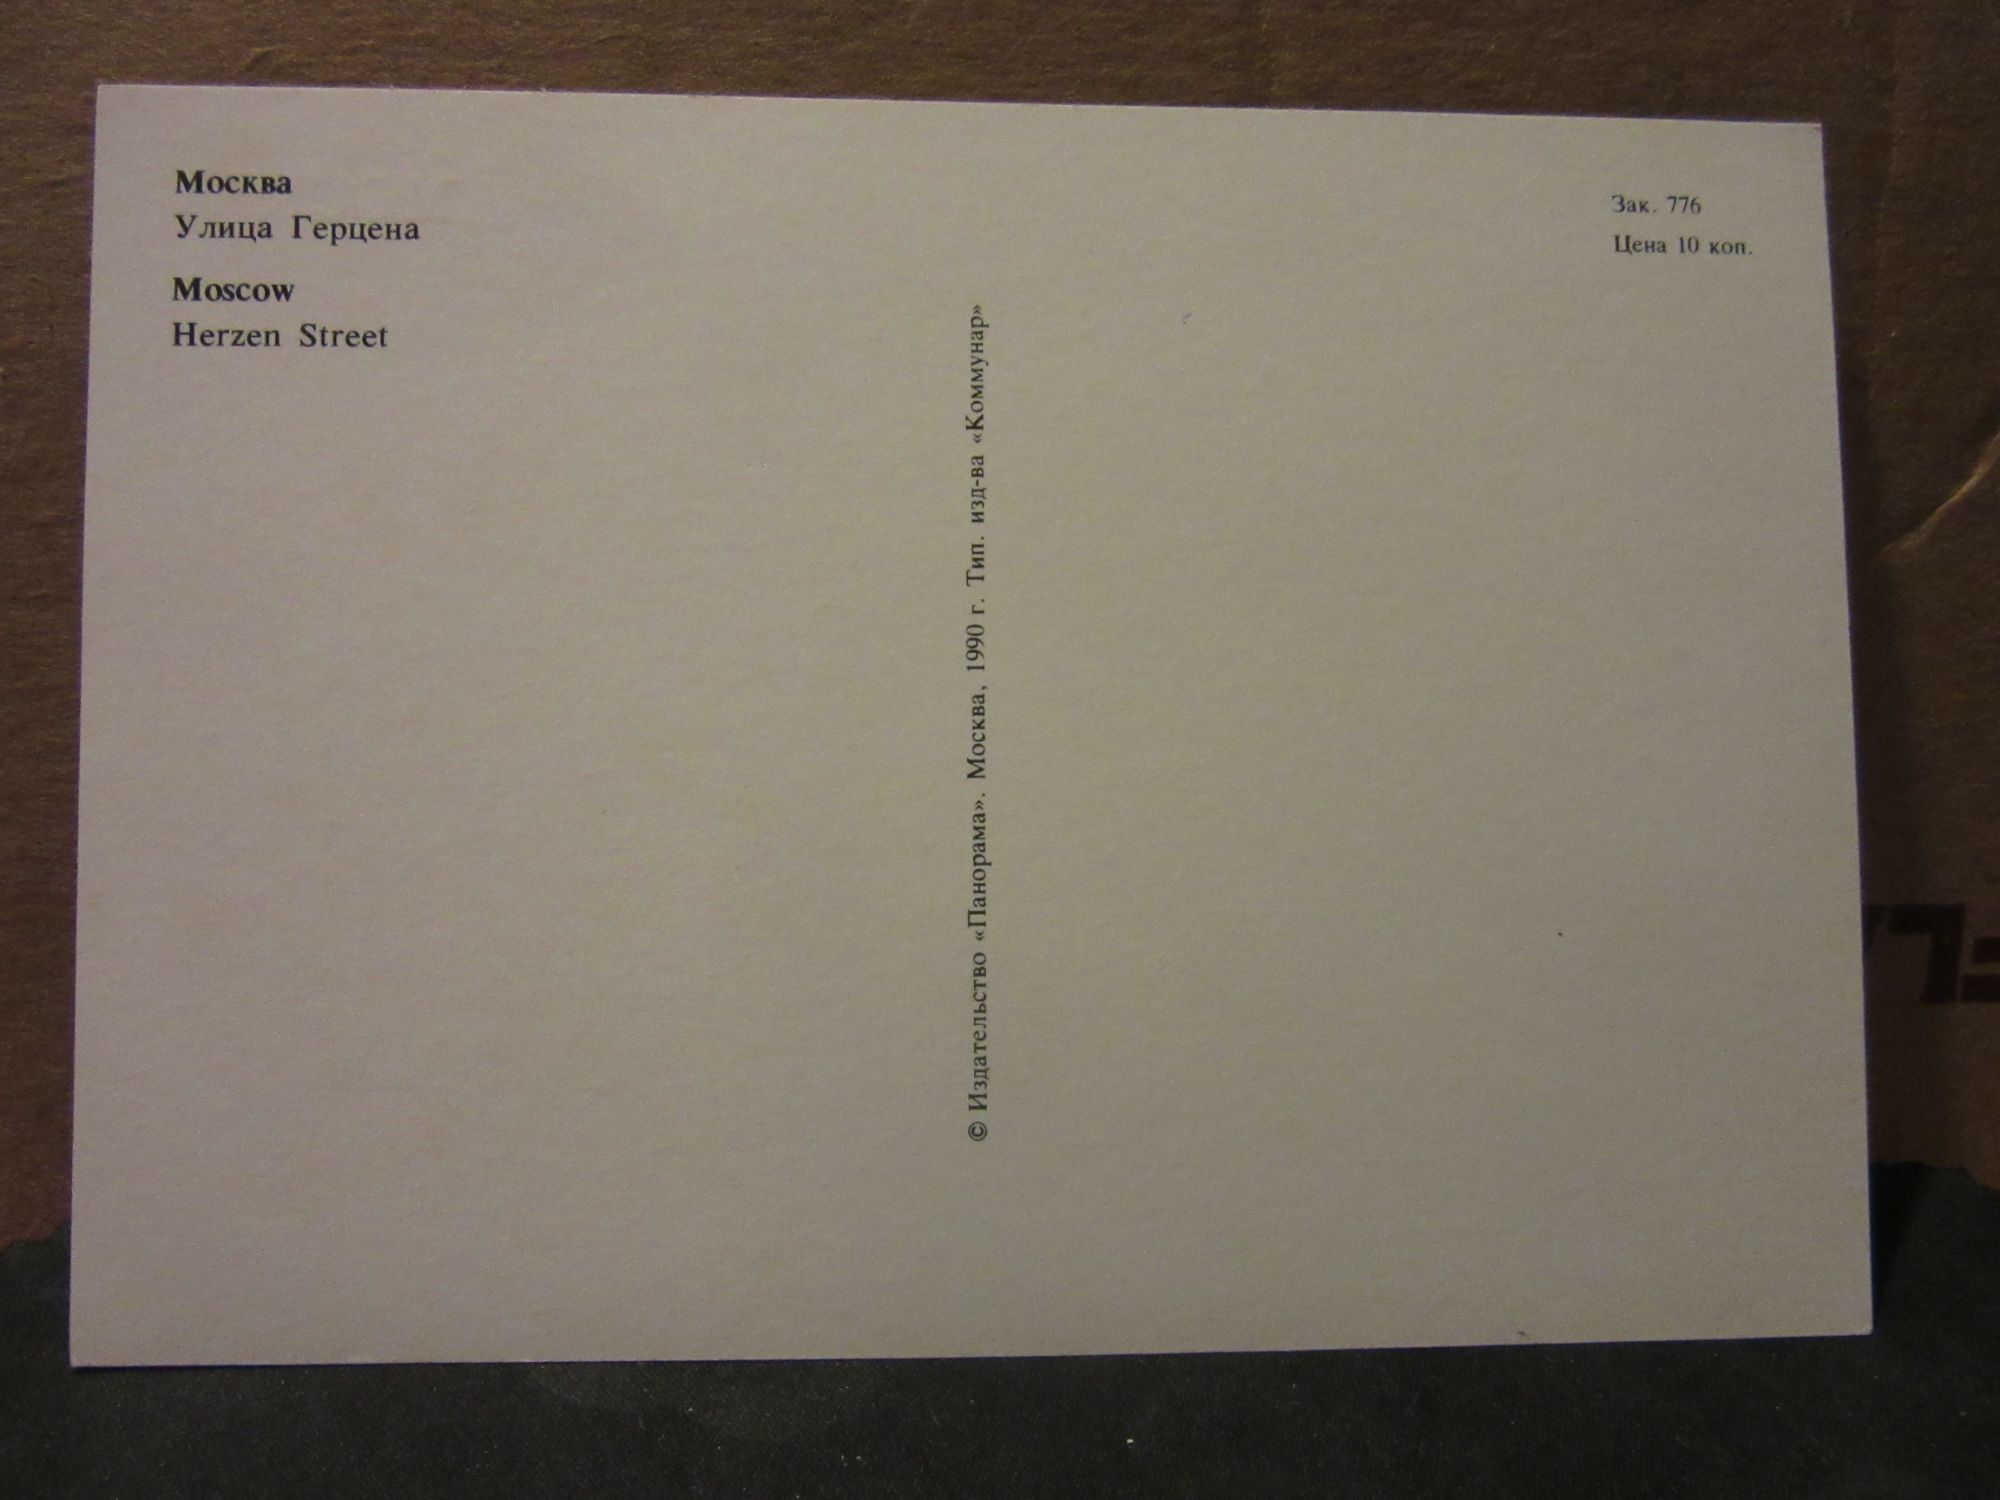 Москва
Улица Герцена
Moscow
Herzen Street
© Издательство «Панорама». Москва, 1990 г. Тип. изд-ва «Коммунар»
Зак. 776
Цена 10 коп.